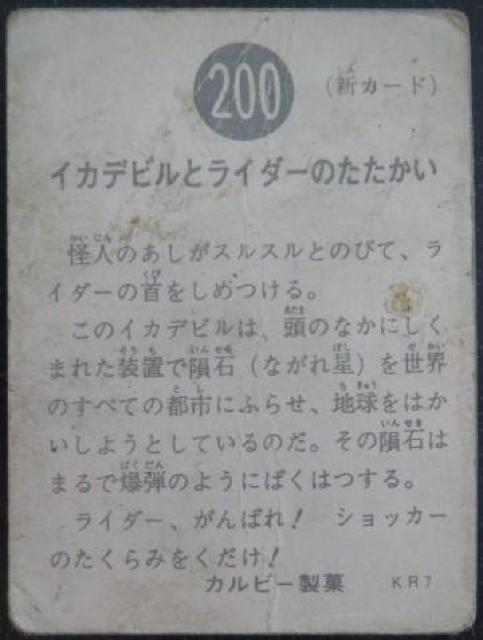 200
（新カード）
イカデビルとライダーのたたかい
怪人のあしがスルスルとのびて、ラ
イダーの首をしめつける。
このイカデビルは、頭のなかにしく
まれた装置で隕石（ながれ星）を世界
のすべての都市にふらせ、地球をはか
いしようとしているのだ。その隕石は
まるで爆弾のようにばくはつする。
ライダー、がんばれ！ ショッカー
のたくらみをくだけ！
カルビー製菓 KR7